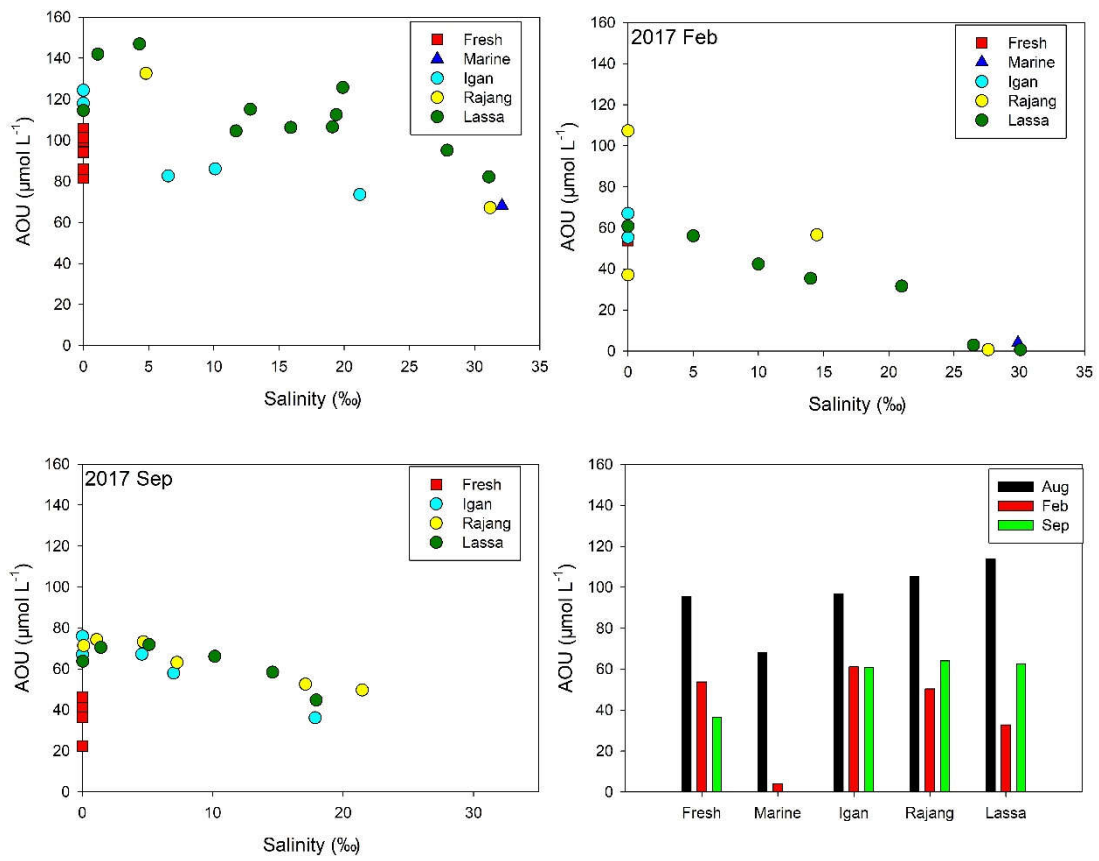 160
140
120
100
80
60
40
20
0
AOU (μmol L⁻¹)
0 5 10 15 20 25 30 35
Salinity (‰)
Fresh
Marine
Igan
Rajang
Lassa
2017 Feb
160
140
120
100
80
60
40
20
0
AOU (μmol L⁻¹)
0 5 10 15 20 25 30 35
Salinity (‰)
Fresh
Marine
Igan
Rajang
Lassa
2017 Sep
160
140
120
100
80
60
40
20
0
AOU (μmol L⁻¹)
0 10 20 30
Salinity (‰)
Fresh
Igan
Rajang
Lassa
160
140
120
100
80
60
40
20
0
AOU (μmol L⁻¹)
Fresh Marine Igan Rajang Lassa
Aug
Feb
Sep